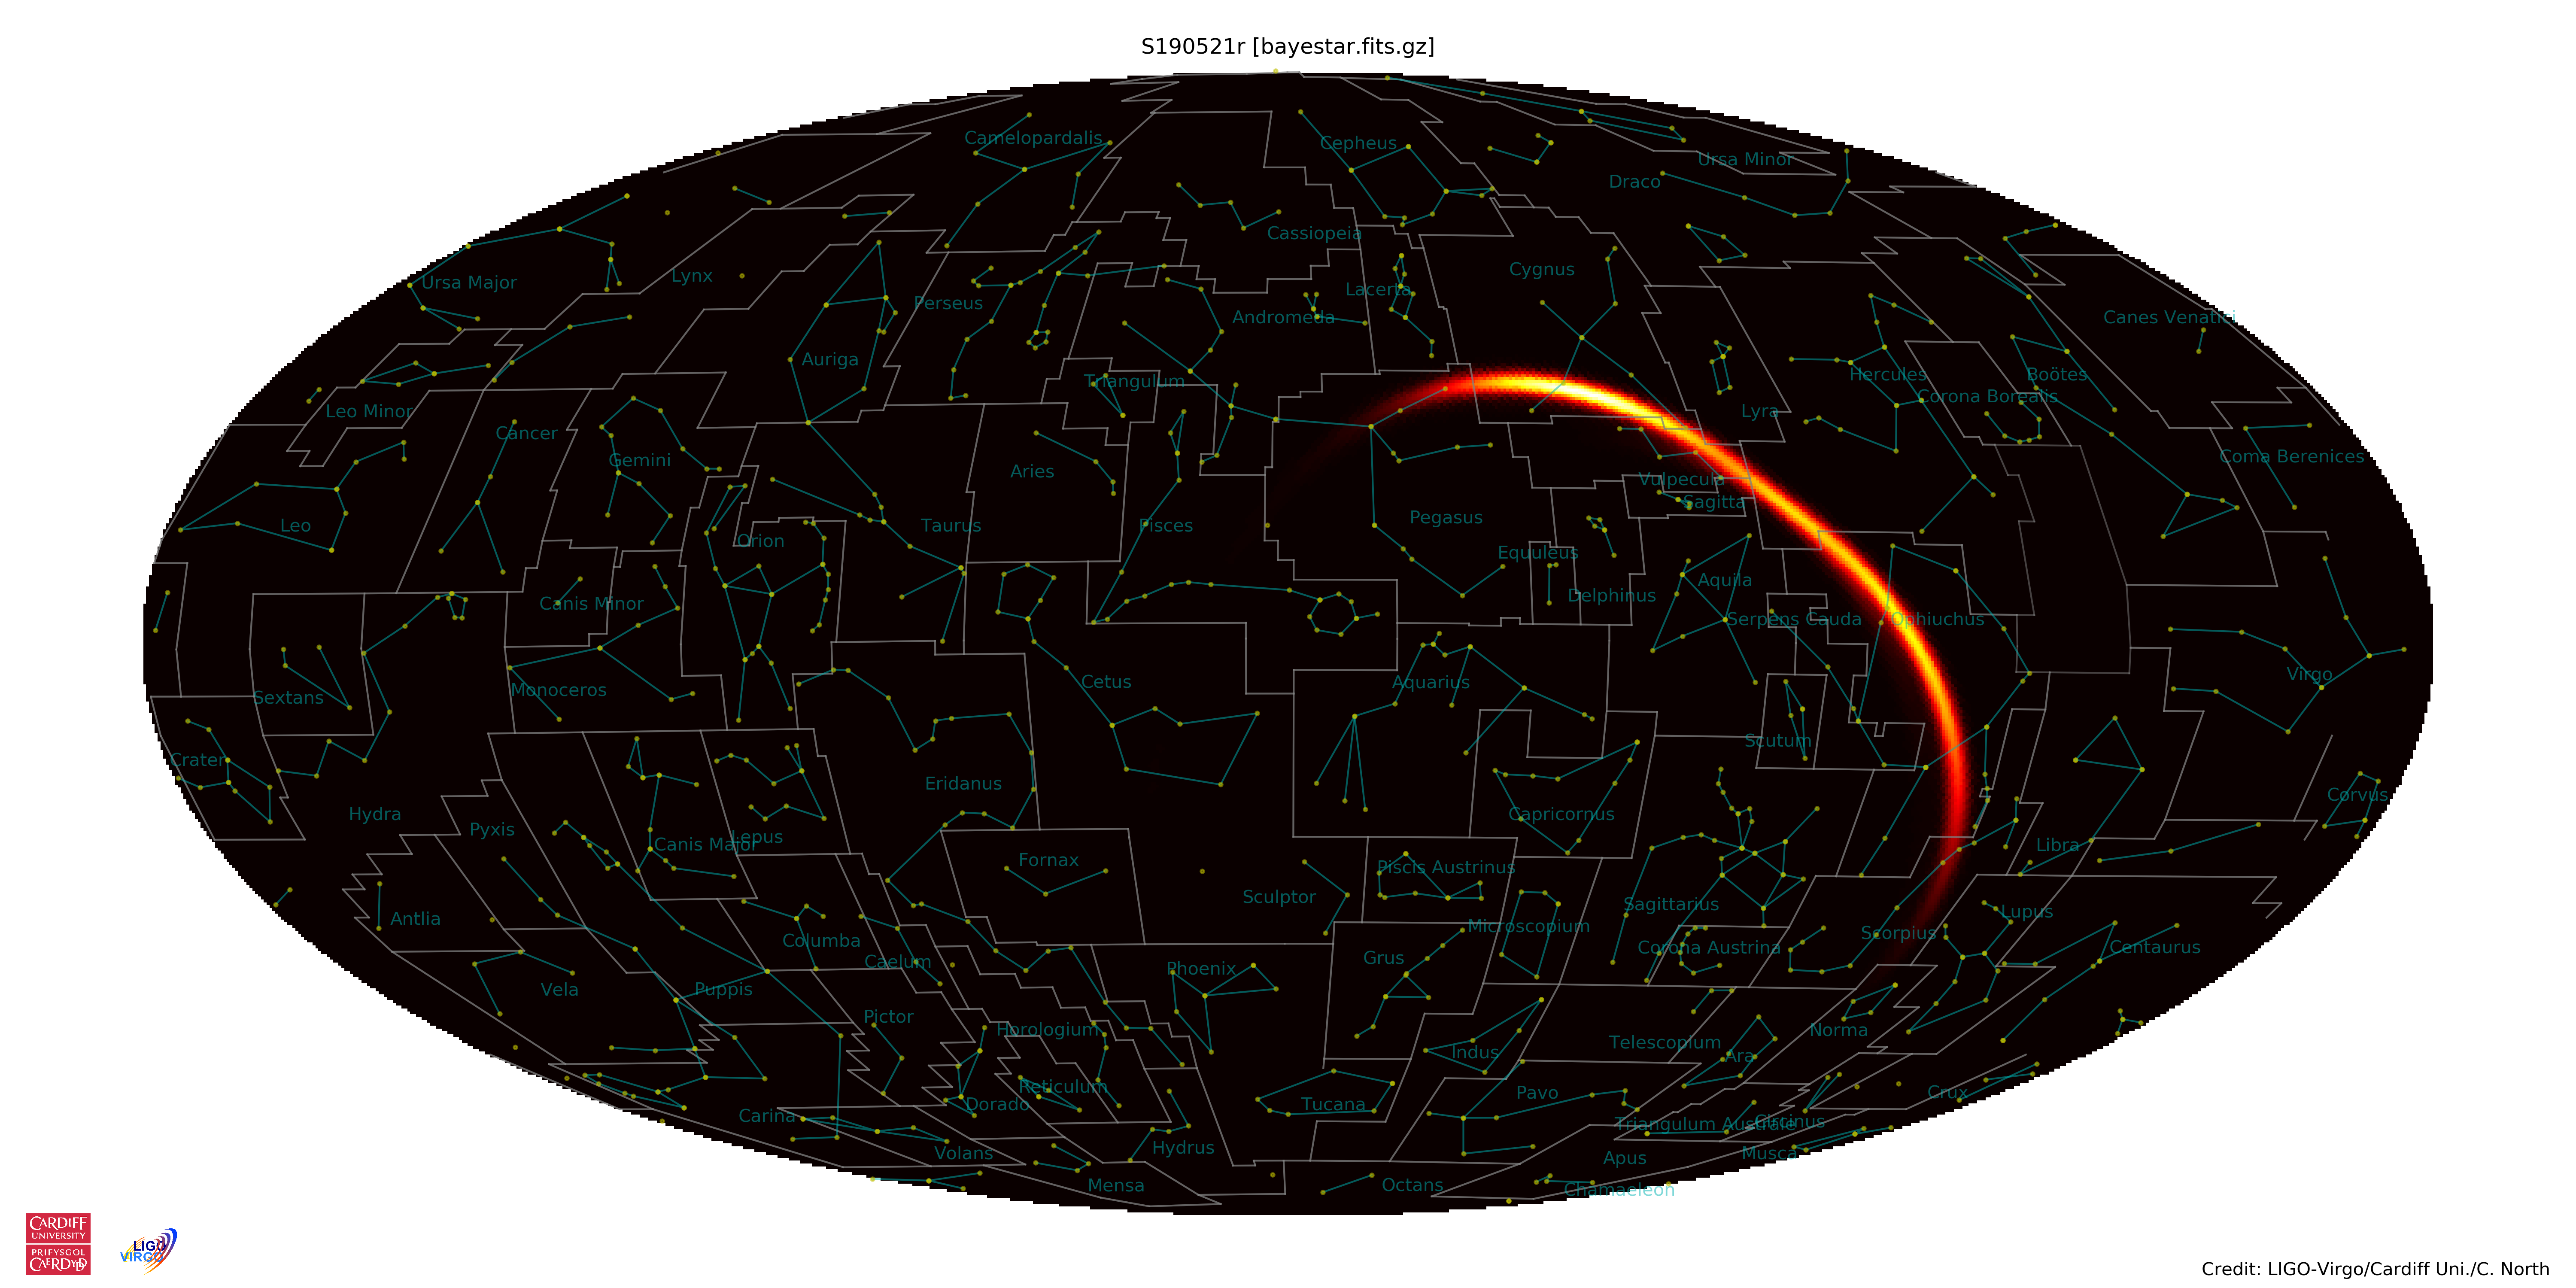 S190521r [bayestar.fits.gz]
Camelopardalis
Cepheus
Ursa Minor
Draco
Cassiopeia
Cygnus
Ursa Major
Lynx
Lacerta
Perseus
Andromeda
Canes Venatici
Auriga
Triangulum
Hercules
Boötes
Corona Borealis
Leo Minor
Lyra
Cancer
Gemini
Aries
Coma Berenices
Vulpecula
Sagitta
Leo
Orion
Taurus
Pisces
Pegasus
Equuleus
Canis Minor
Delphinus
Aquila
Serpens Cauda
Ophiuchus
Sextans
Monoceros
Cetus
Aquarius
Virgo
Crater
Scutum
Hydra
Pyxis
Eridanus
Capricornus
Corvus
Canis Major
Lepus
Libra
Fornax
Piscis Austrinus
Sculptor
Sagittarius
Antlia
Microscopium
Lupus
Columba
Corona Austrina
Scorpius
Centaurus
Caelum
Phoenix
Grus
Vela
Puppis
Pictor
Horologium
Indus
Telescopium
Ara
Norma
Reticulum
Dorado
Carina
Tucana
Pavo
Crux
Triangulum Australe
Circinus
Volans
Hydrus
Apus
Musca
Mensa
Octans
Chamaeleon
CARDIFF
UNIVERSITY
PRIFYSGOL
CAERDYDD
LIGO
VIRGO
Credit: LIGO-Virgo/Cardiff Uni./C. North